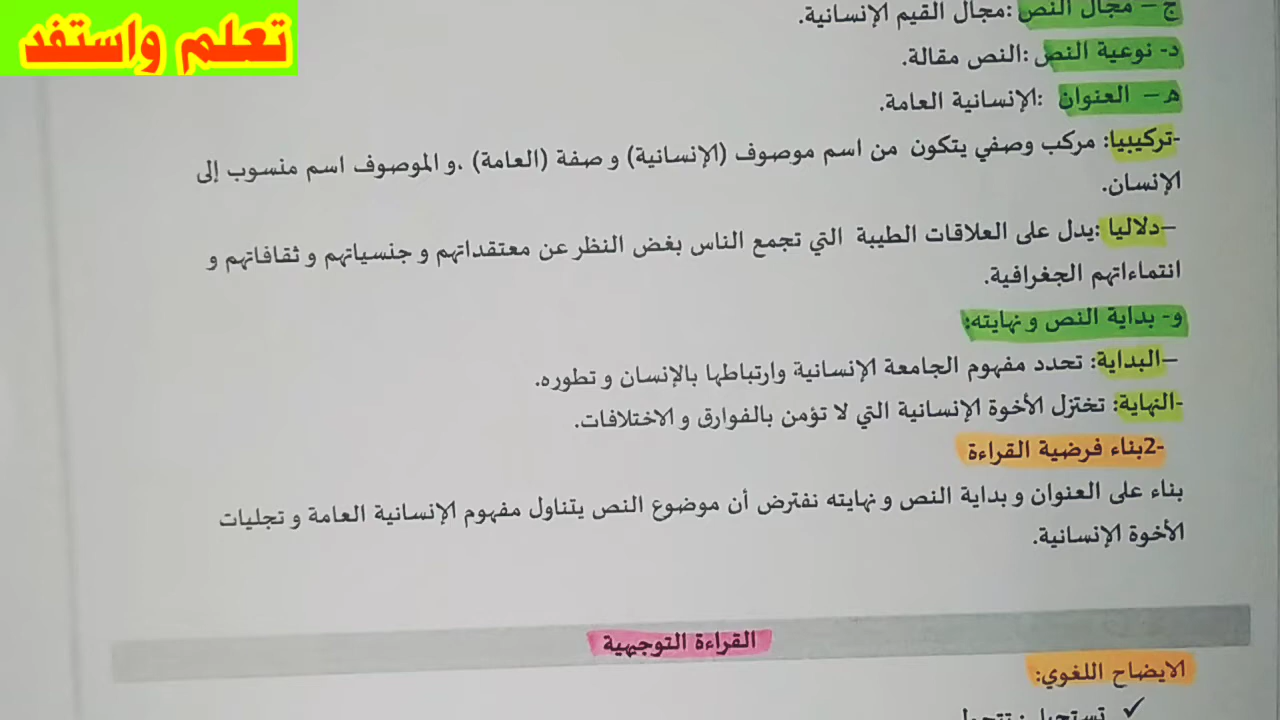 تعلم واستفد
ج – مجال النص :مجال القيم الإنسانية.
د- نوعية النص :النص مقالة.
هـ – العنوان :الإنسانية العامة.
-تركيبيا: مركب وصفي يتكون من اسم موصوف (الإنسانية) و صفة (العامة) .و الموصوف اسم منسوب إلى
الإنسان.
–دلاليا :يدل على العلاقات الطيبة التي تجمع الناس بغض النظر عن معتقداتهم و جنسياتهم و ثقافاتهم و
انتماءاتهم الجغرافية.
و- بداية النص و نهايته:
–البداية: تحدد مفهوم الجامعة الإنسانية وارتباطها بالإنسان و تطوره.
-النهاية: تختزل الأخوة الإنسانية التي لا تؤمن بالفوارق و الاختلافات.
-2بناء فرضية القراءة
بناء على العنوان و بداية النص و نهايته نفترض أن موضوع النص يتناول مفهوم الإنسانية العامة و تجليات
الأخوة الإنسانية.
القراءة التوجيهية
الايضاح اللغوي:
✓ تستحيل: تتحول